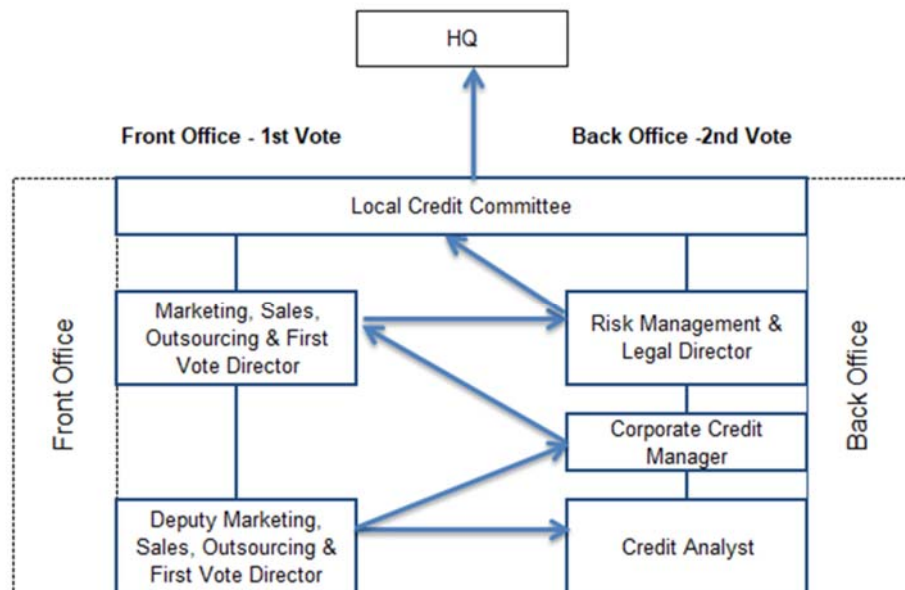 HQ
Front Office - 1st Vote
Back Office -2nd Vote
Local Credit Committee
Marketing, Sales,
Outsourcing & First
Vote Director
Risk Management &
Legal Director
Corporate Credit
Manager
Deputy Marketing,
Sales, Outsourcing &
First Vote Director
Credit Analyst
Front Office
Back Office